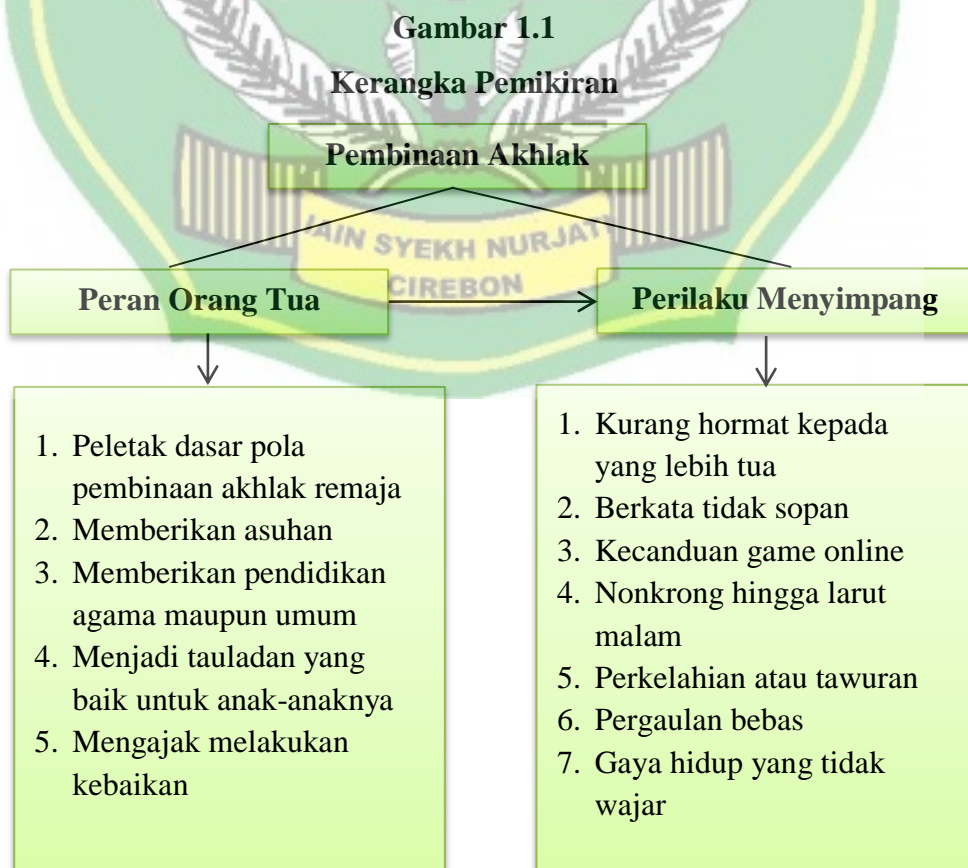 Gambar 1.1
Kerangka Pemikiran
Pembinaan Akhlak
IAIN SYEKH NURJATI
CIREBON
Peran Orang Tua
Perilaku Menyimpang
1. Peletak dasar pola
pembinaan akhlak remaja
2. Memberikan asuhan
3. Memberikan pendidikan
agama maupun umum
4. Menjadi tauladan yang
baik untuk anak-anaknya
5. Mengajak melakukan
kebaikan
1. Kurang hormat kepada
yang lebih tua
2. Berkata tidak sopan
3. Kecanduan game online
4. Nonkrong hingga larut
malam
5. Perkelahian atau tawuran
6. Pergaulan bebas
7. Gaya hidup yang tidak
wajar